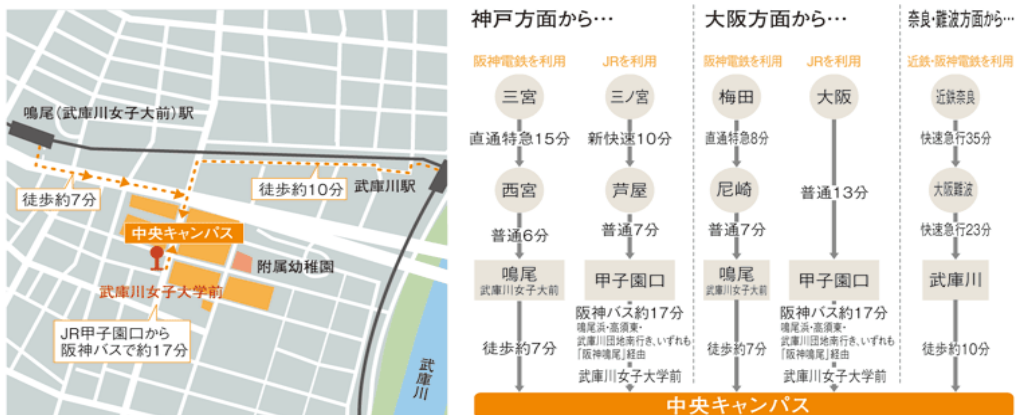 鳴尾（武庫川女子大前）駅
徒歩約7分
徒歩約10分
武庫川駅
中央キャンパス
附属幼稚園
武庫川女子大学前
JR甲子園口から
阪神バスで約17分
武庫川
神戸方面から…
阪神電鉄を利用
三宮
直通特急15分
西宮
普通6分
鳴尾
武庫川女子大前
徒歩約7分
JRを利用
三ノ宮
新快速10分
芦屋
普通7分
甲子園口
阪神バス約17分
鳴尾浜・高須東・
武庫川団地南行き、いずれも
「阪神鳴尾」経由
武庫川女子大学前
大阪方面から…
阪神電鉄を利用
梅田
直通特急8分
尼崎
普通7分
鳴尾
武庫川女子大前
徒歩約7分
JRを利用
大阪
普通13分
甲子園口
阪神バス約17分
鳴尾浜・高須東・
武庫川団地南行き、いずれも
「阪神鳴尾」経由
武庫川女子大学前
奈良・難波方面から…
近鉄・阪神電鉄を利用
近鉄奈良
快速急行35分
大阪難波
快速急行23分
武庫川
徒歩約10分
中央キャンパス